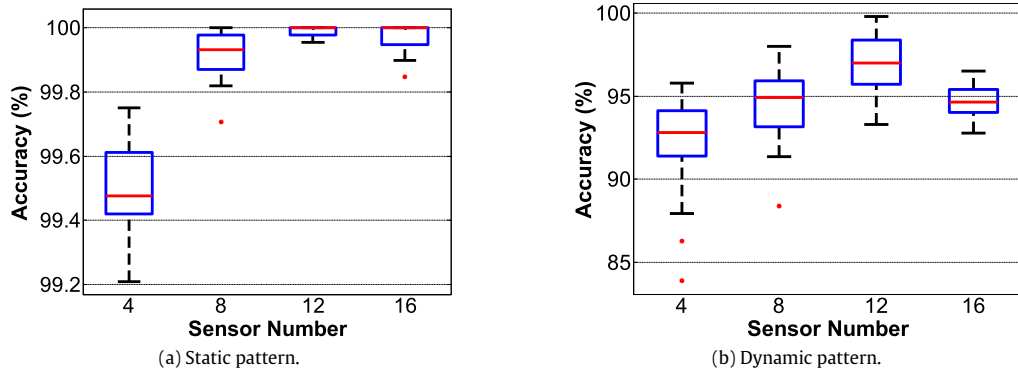 100
99.8
99.6
99.4
99.2
Accuracy (%)
4 8 12 16
Sensor Number
(a) Static pattern.
100
95
90
85
Accuracy (%)
4 8 12 16
Sensor Number
(b) Dynamic pattern.